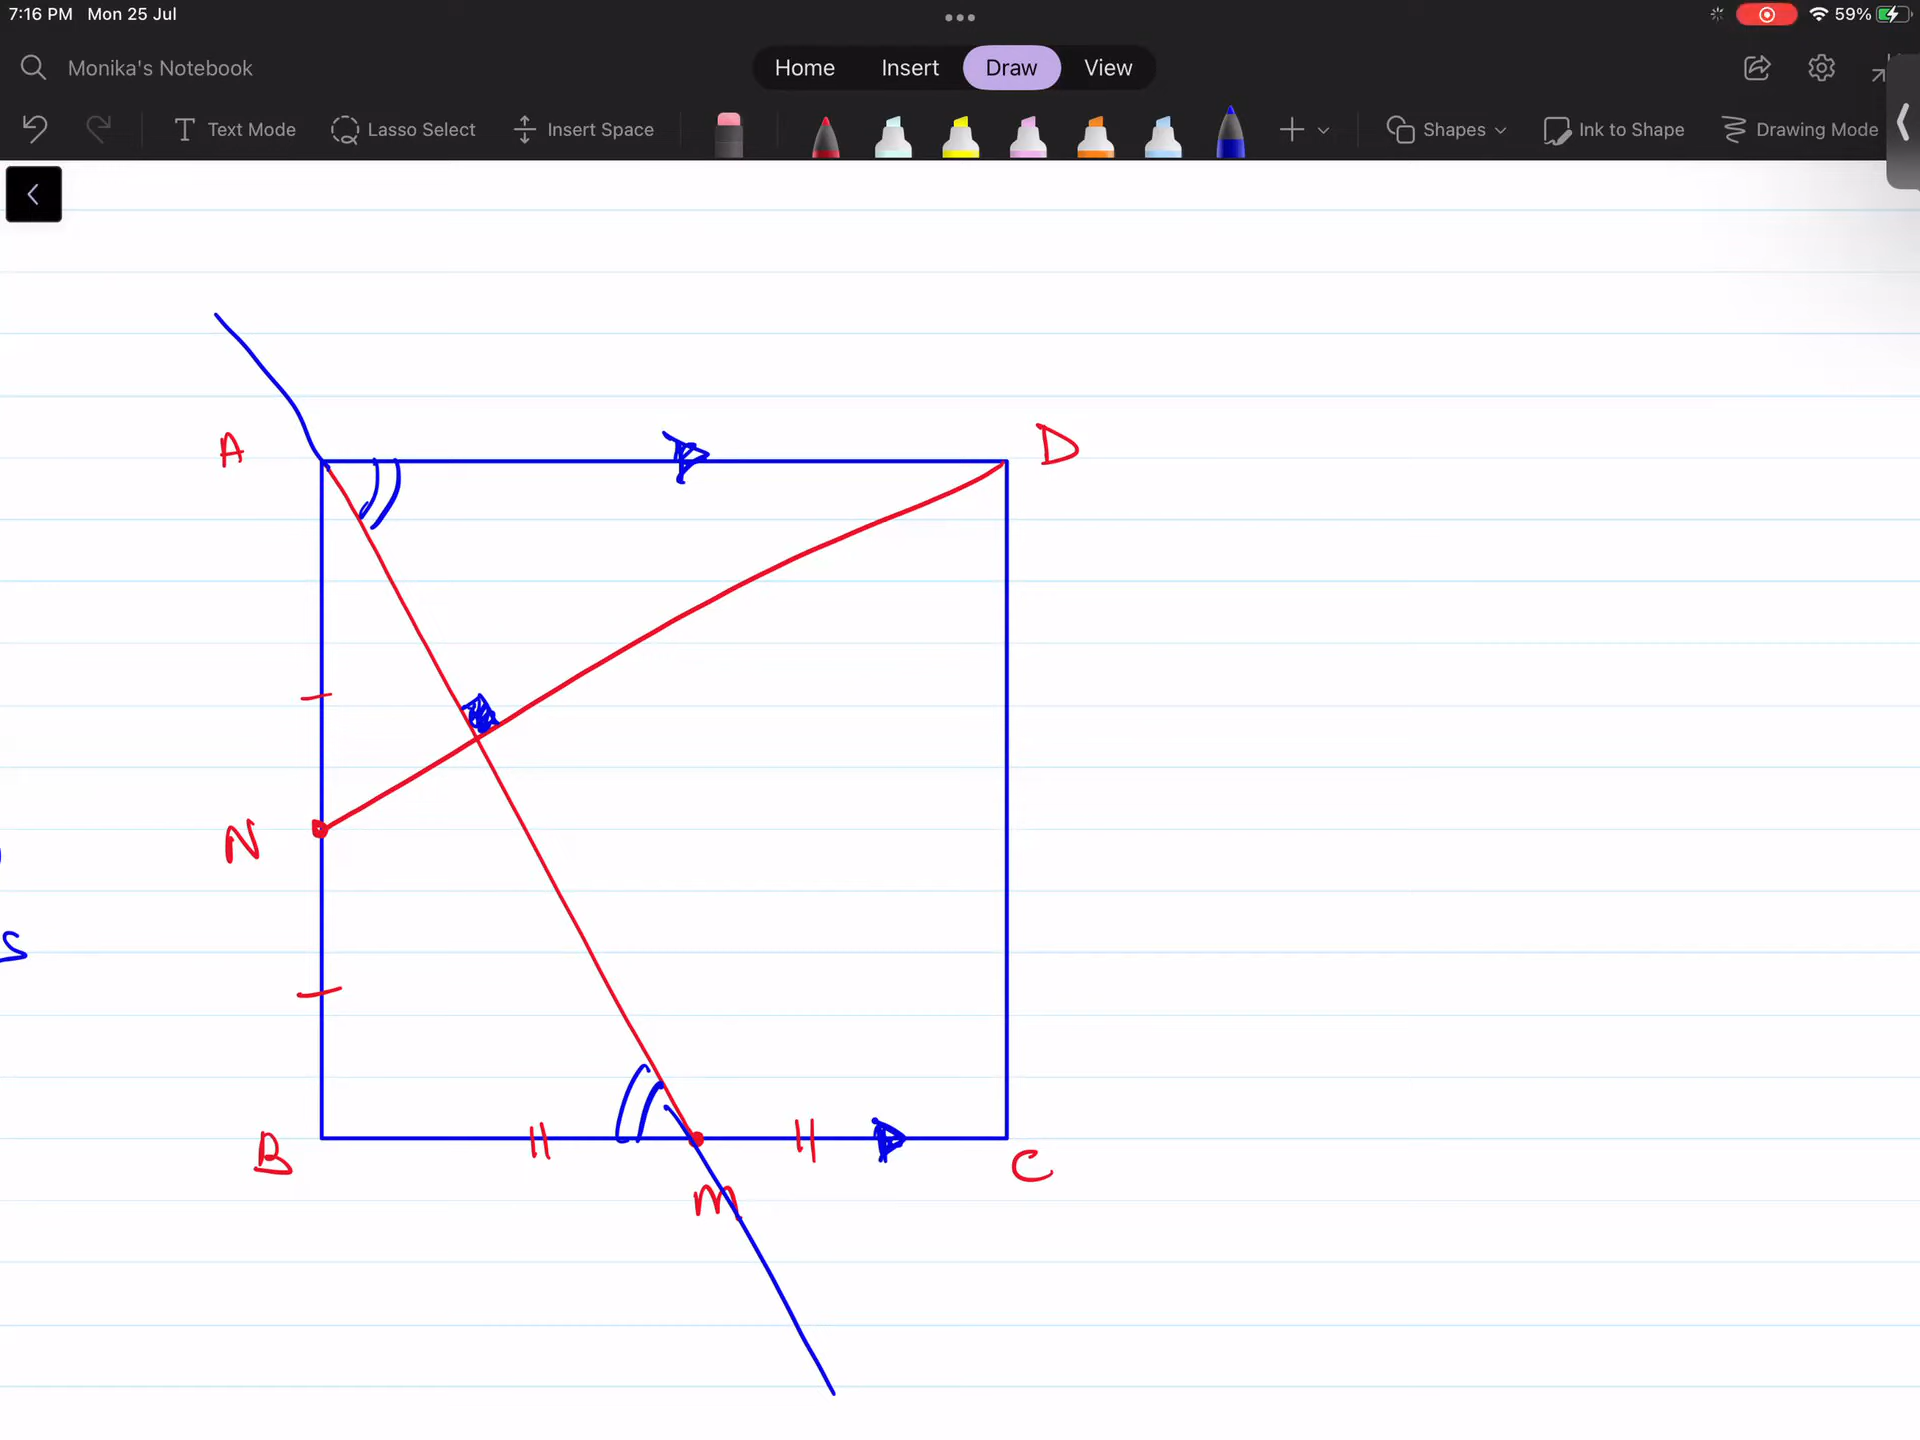 7:16 PM Mon 25 Jul
59%
Monika's Notebook
Home Insert Draw View
Text Mode Lasso Select Insert Space Shapes Ink to Shape Drawing Mode
A D
N
S
B C
m